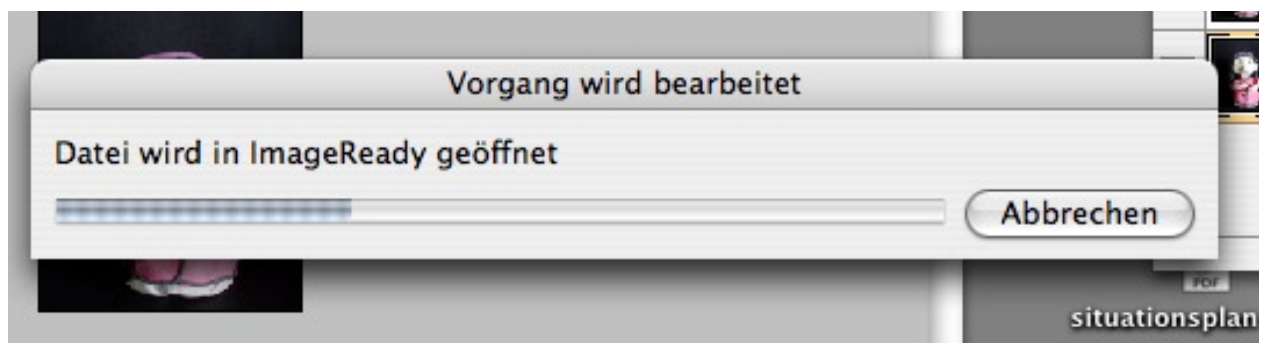 Vorgang wird bearbeitet
Datei wird in ImageReady geöffnet
Abbrechen
PDF
situationsplan